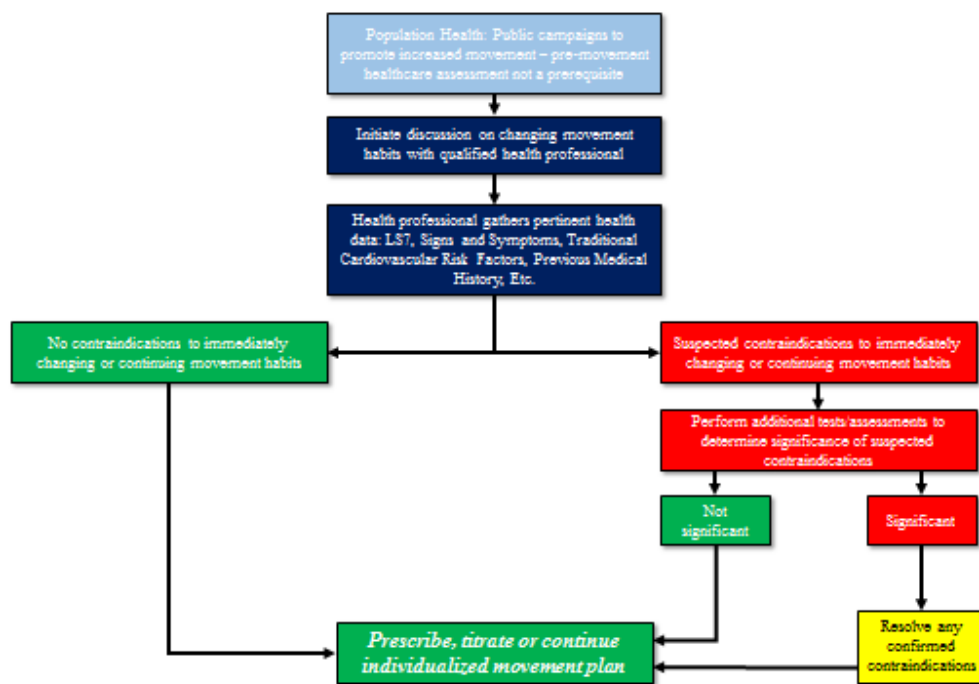 Population Health: Public campaigns to
promote increased movement – pre-movement
healthcare assessment not a prerequisite
Initiate discussion on changing movement
habits with qualified health professional
Health professional gathers pertinent health
data: LS7, Signs and Symptoms, Traditional
Cardiovascular Risk Factors, Previous Medical
History, Etc.
No contraindications to immediately
changing or continuing movement habits
Suspected contraindications to immediately
changing or continuing movement habits
Perform additional tests/assessments to
determine significance of suspected
contraindications
Not
significant
Significant
Resolve any
confirmed
contraindications
Prescribe, titrate or continue
individualized movement plan